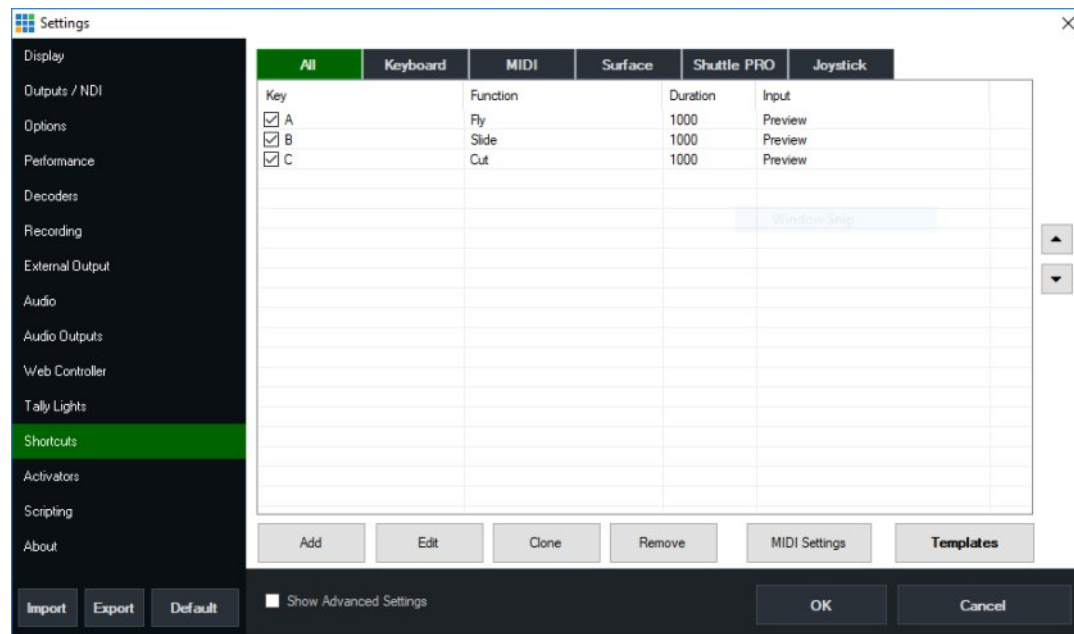 Settings
Display
Outputs / NDI
Options
Performance
Decoders
Recording
External Output
Audio
Audio Outputs
Web Controller
Tally Lights
Shortcuts
Activators
Scripting
About
Import Export Default
All Keyboard MIDI Surface Shuttle PRO Joystick
Key Function Duration Input
A Fly 1000 Preview
B Slide 1000 Preview
C Cut 1000 Preview
Window Snip
Add Edit Clone Remove MIDI Settings Templates
Show Advanced Settings OK Cancel